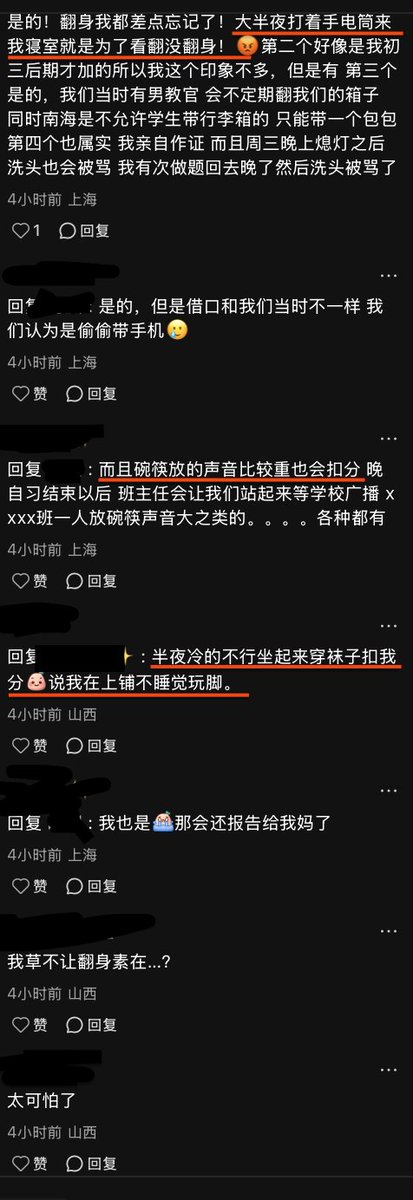 是的！翻身我都差点忘记了！大半夜打着手电筒来
我寝室就是为了看翻没翻身！😡第二个好像是我初
三后期才加的所以我这个印象不多，但是有 第三个
是的，我们当时有男教官 会不定期翻我们的箱子
同时南海是不允许学生带行李箱的 只能带一个包包
第四个也属实 我亲自作证 而且周三晚上熄灯之后
洗头也会被骂 我有次做题回去晚了然后洗头被骂了
4小时前 上海
1 回复
回复 : 是的，但是借口和我们当时不一样 我
们认为是偷偷带手机🥲
4小时前 上海
赞 回复
回复 : 而且碗筷放的声音比较重也会扣分 晚
自习结束以后 班主任会让我们站起来等学校广播 x
xxx班一人放碗筷声音大之类的。。。。各种都有
4小时前 上海
赞 回复
回复 : 半夜冷的不行坐起来穿袜子扣我
分 说我在上铺不睡觉玩脚。
4小时前 山西
赞 回复
回复 : 我也是 那会还报告给我妈了
4小时前 上海
赞 回复
我草不让翻身素在...?
4小时前 山西
赞 回复
太可怕了
4小时前 山西
赞 回复